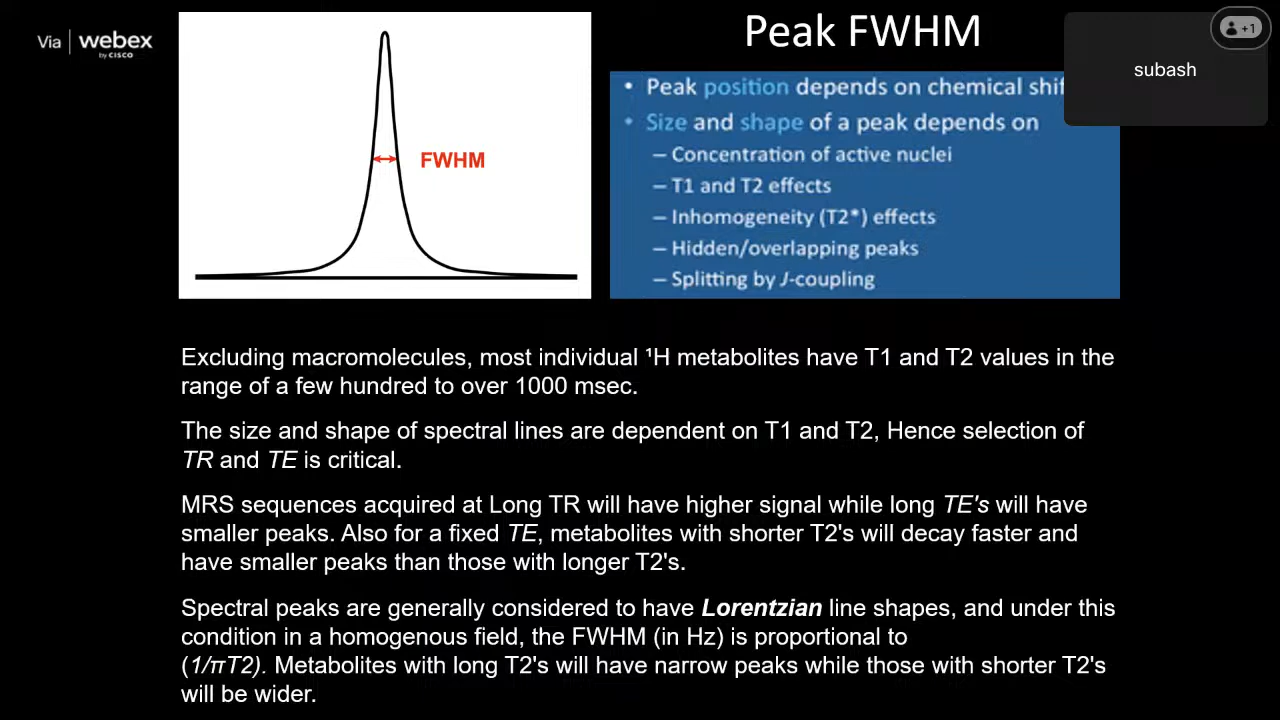 Via webex
by CISCO
FWHM
Peak FWHM
+1
subash
• Peak position depends on chemical
• Size and shape of a peak depends on
– Concentration of active nuclei
– T1 and T2 effects
– Inhomogeneity (T2*) effects
– Hidden/overlapping peaks
– Splitting by J-coupling
Excluding macromolecules, most individual ¹H metabolites have T1 and T2 values in the
range of a few hundred to over 1000 msec.
The size and shape of spectral lines are dependent on T1 and T2, Hence selection of
TR and TE is critical.
MRS sequences acquired at Long TR will have higher signal while long TE's will have
smaller peaks. Also for a fixed TE, metabolites with shorter T2's will decay faster and
have smaller peaks than those with longer T2's.
Spectral peaks are generally considered to have Lorentzian line shapes, and under this
condition in a homogenous field, the FWHM (in Hz) is proportional to
(1/πT2). Metabolites with long T2's will have narrow peaks while those with shorter T2's
will be wider.